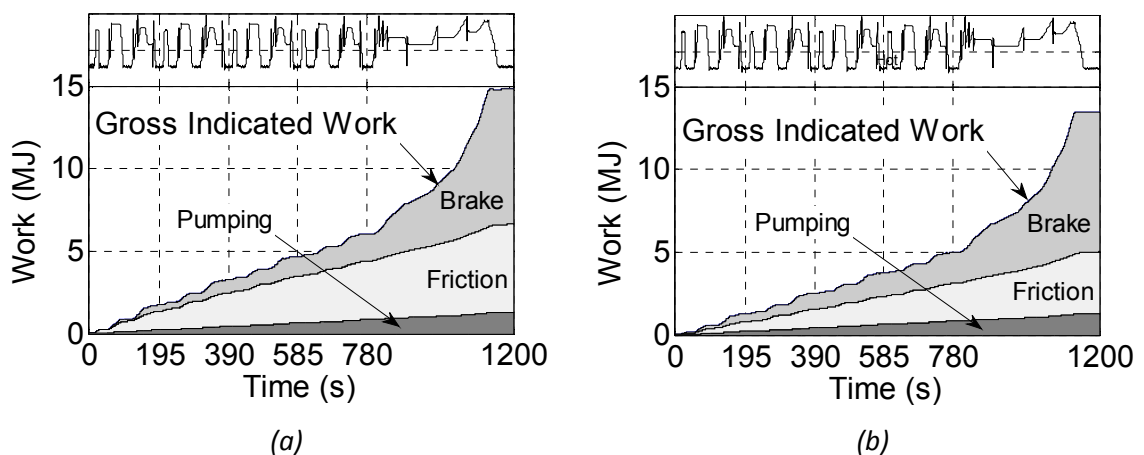 15
Gross Indicated Work
10
Work (MJ)
Pumping
Brake
5
Friction
0
0 195 390 585 780 1200
Time (s)
(a)
Hot
15
Gross Indicated Work
10
Work (MJ)
Pumping
Brake
5
Friction
0
0 195 390 585 780 1200
Time (s)
(b)